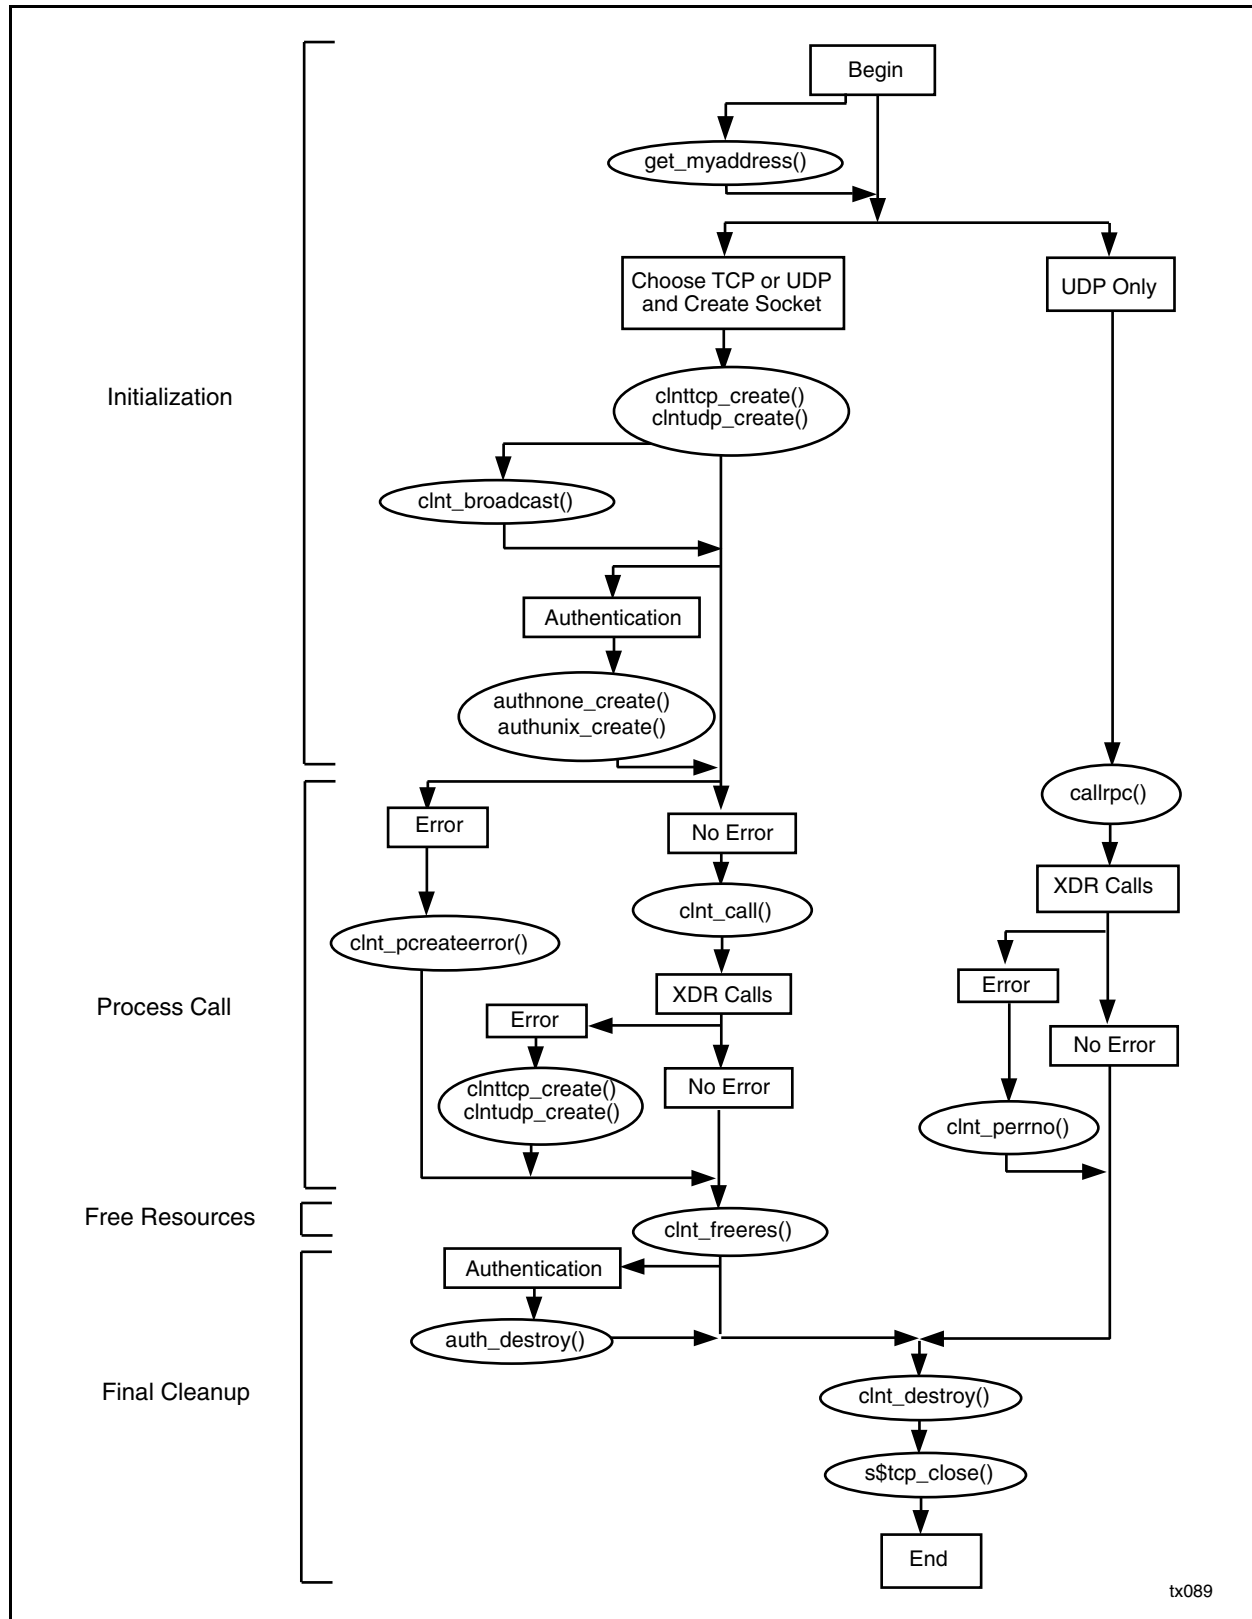 Begin
get_myaddress()
Choose TCP or UDP
and Create Socket
UDP Only
Initialization
clnttcp_create()
clntudp_create()
clnt_broadcast()
Authentication
authnone_create()
authunix_create()
callrpc()
Error
No Error
XDR Calls
clnt_call()
clnt_pcreateerror()
XDR Calls
Error
Process Call
Error
No Error
No Error
clnttcp_create()
clntudp_create()
clnt_perrno()
Free Resources
clnt_freeres()
Authentication
auth_destroy()
Final Cleanup
clnt_destroy()
s$tcp_close()
End
tx089